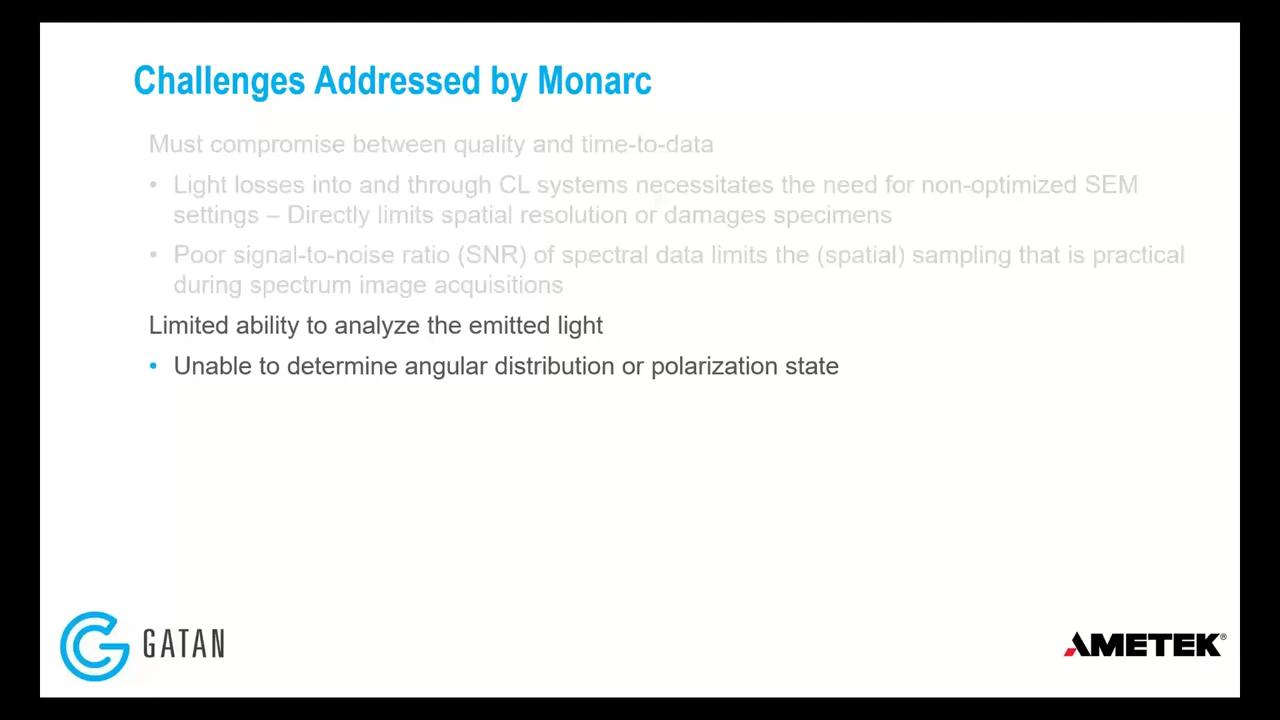 Challenges Addressed by Monarc
Must compromise between quality and time-to-data
• Light losses into and through CL systems necessitates the need for non-optimized SEM
settings – Directly limits spatial resolution or damages specimens
• Poor signal-to-noise ratio (SNR) of spectral data limits the (spatial) sampling that is practical
during spectrum image acquisitions
Limited ability to analyze the emitted light
• Unable to determine angular distribution or polarization state
GATAN
AMETEK®